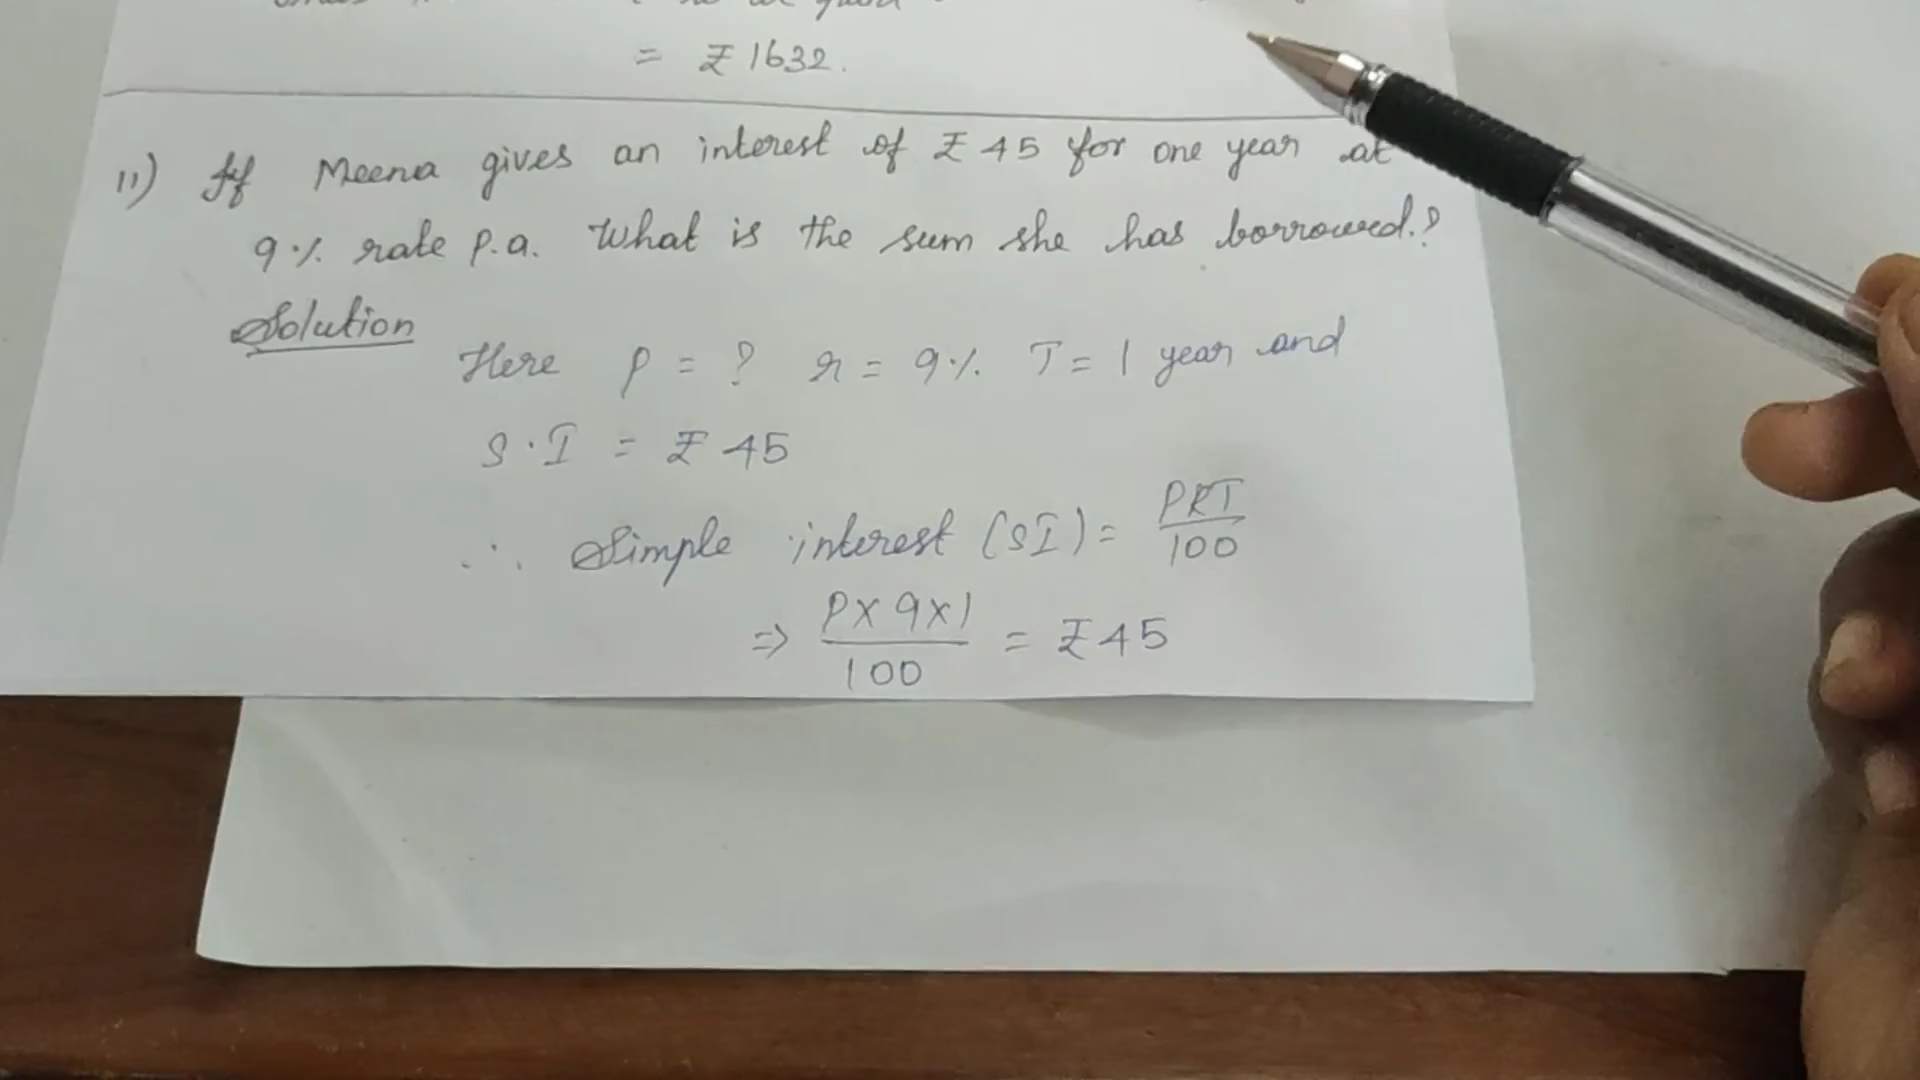 = ₹ 1632.
11) If Meena gives an interest of ₹ 45 for one year at
9% rate p.a. What is the sum she has borrowed.?
Solution
Here P = ? r = 9% T = 1 year and
S.I = ₹ 45
∴ Simple interest (SI) = PRT/100
⇒ P×9×1/100 = ₹45